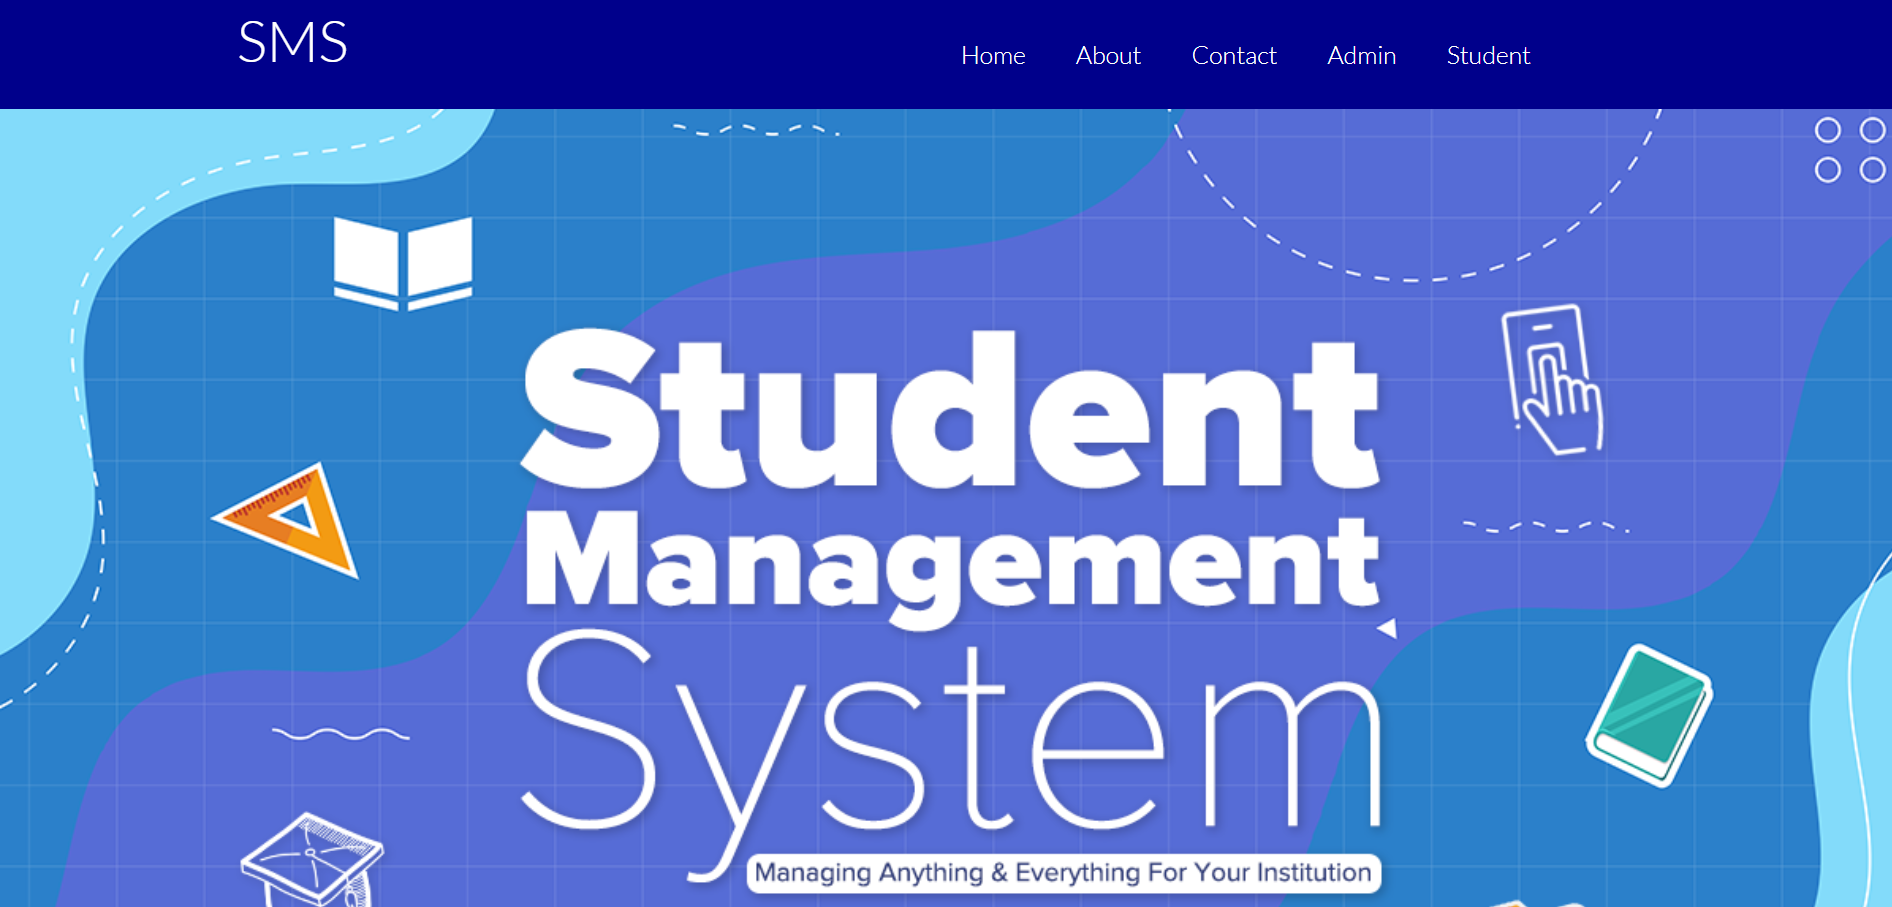 SMS
Home About Contact Admin Student
Student
Management
System
Managing Anything & Everything For Your Institution